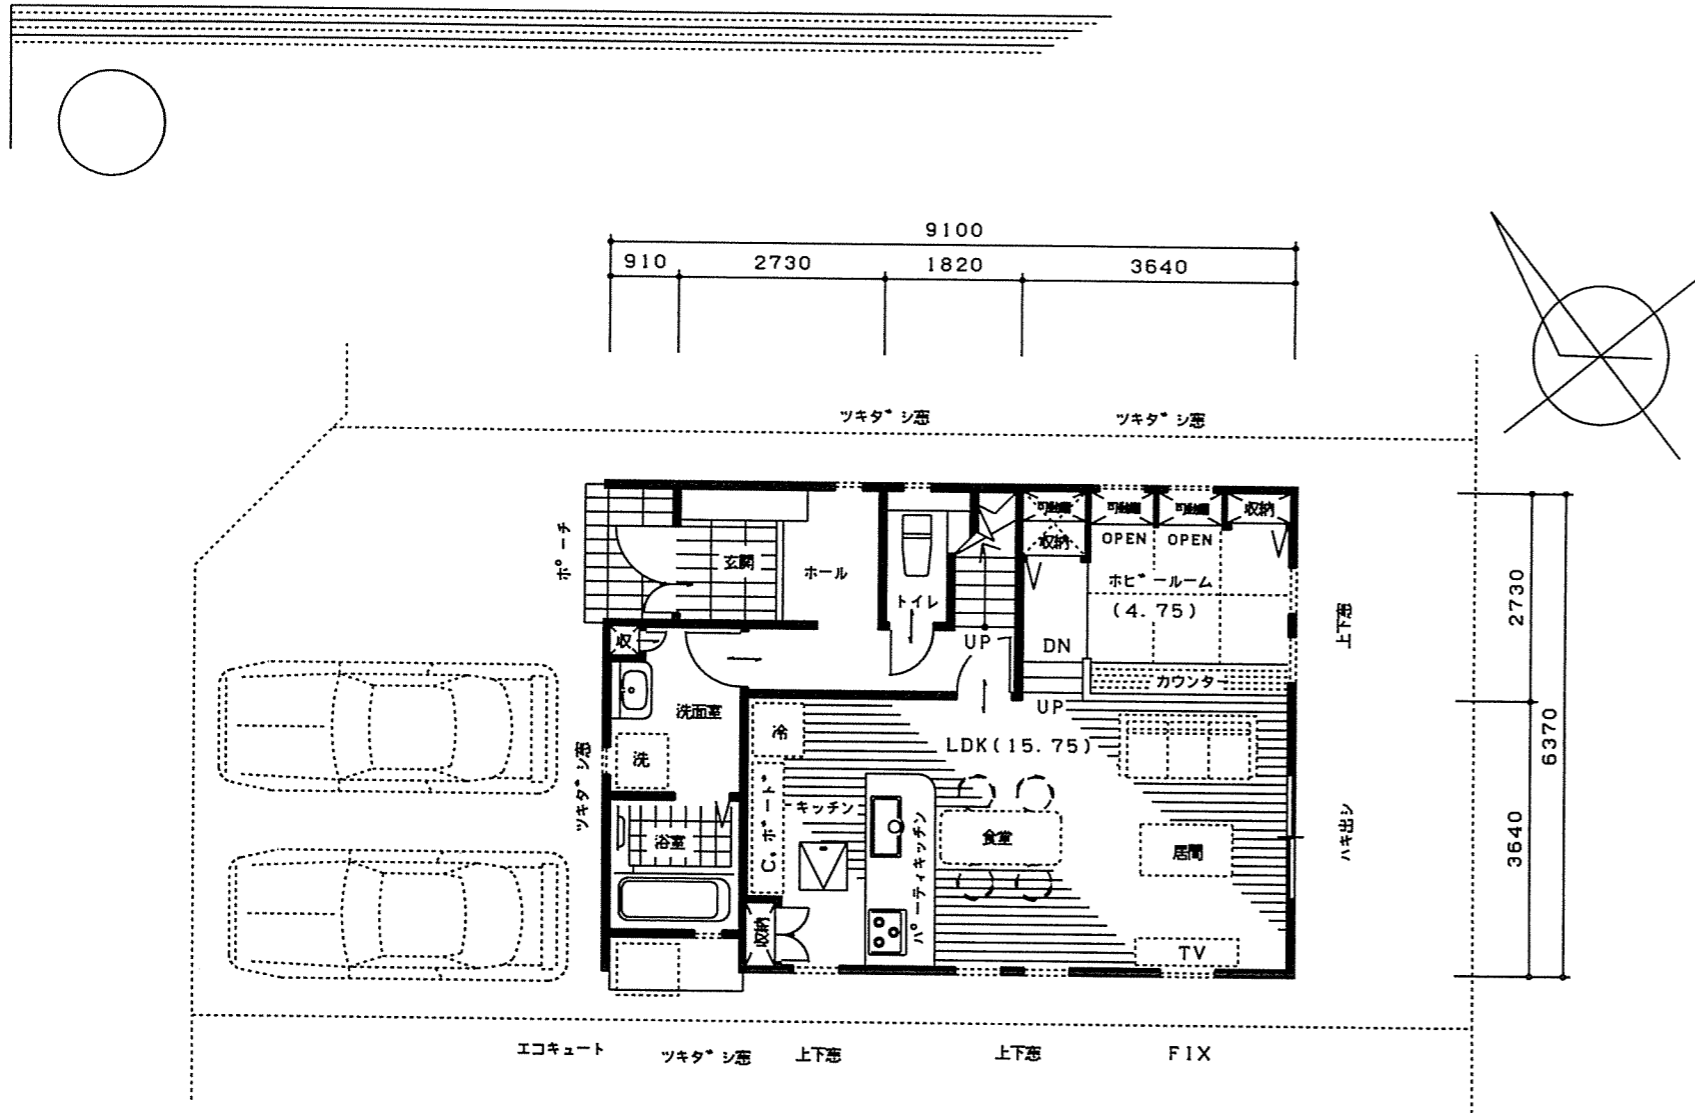 9100
910 2730 1820 3640
ツキダシ窓 ツキダシ窓
ポーチ
玄関
ホール
トイレ
UP
可動棚 可動棚 可動棚 収納
収納
OPEN OPEN
ホビールーム
(4.75)
DN
カウンター
UP
上下窓
2730
6370
3640
収
洗面室
洗
ツキダシ窓
浴室
冷
LDK(15.75)
C.ボード
キッチン
パーティキッチン
食堂
居間
ハキ出シ
収納
TV
エコキュート ツキダシ窓 上下窓 上下窓 FIX